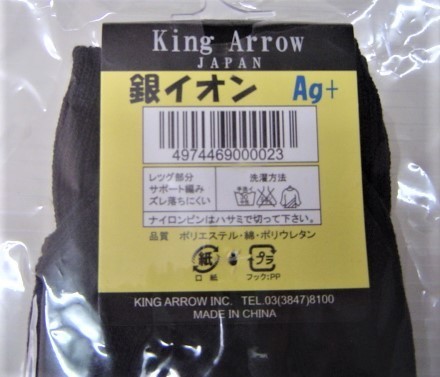 King Arrow
JAPAN
銀イオン Ag+
4974469000023
レツグ部分
サポート編み
ズレ落ちにくい
洗濯方法
ナイロンピンはハサミで切って下さい。
品質 ポリエステル・綿・ポリウレタン
紙
口紙
プラ
フック:PP
KING ARROW INC. TEL.03(3847)8100
MADE IN CHINA